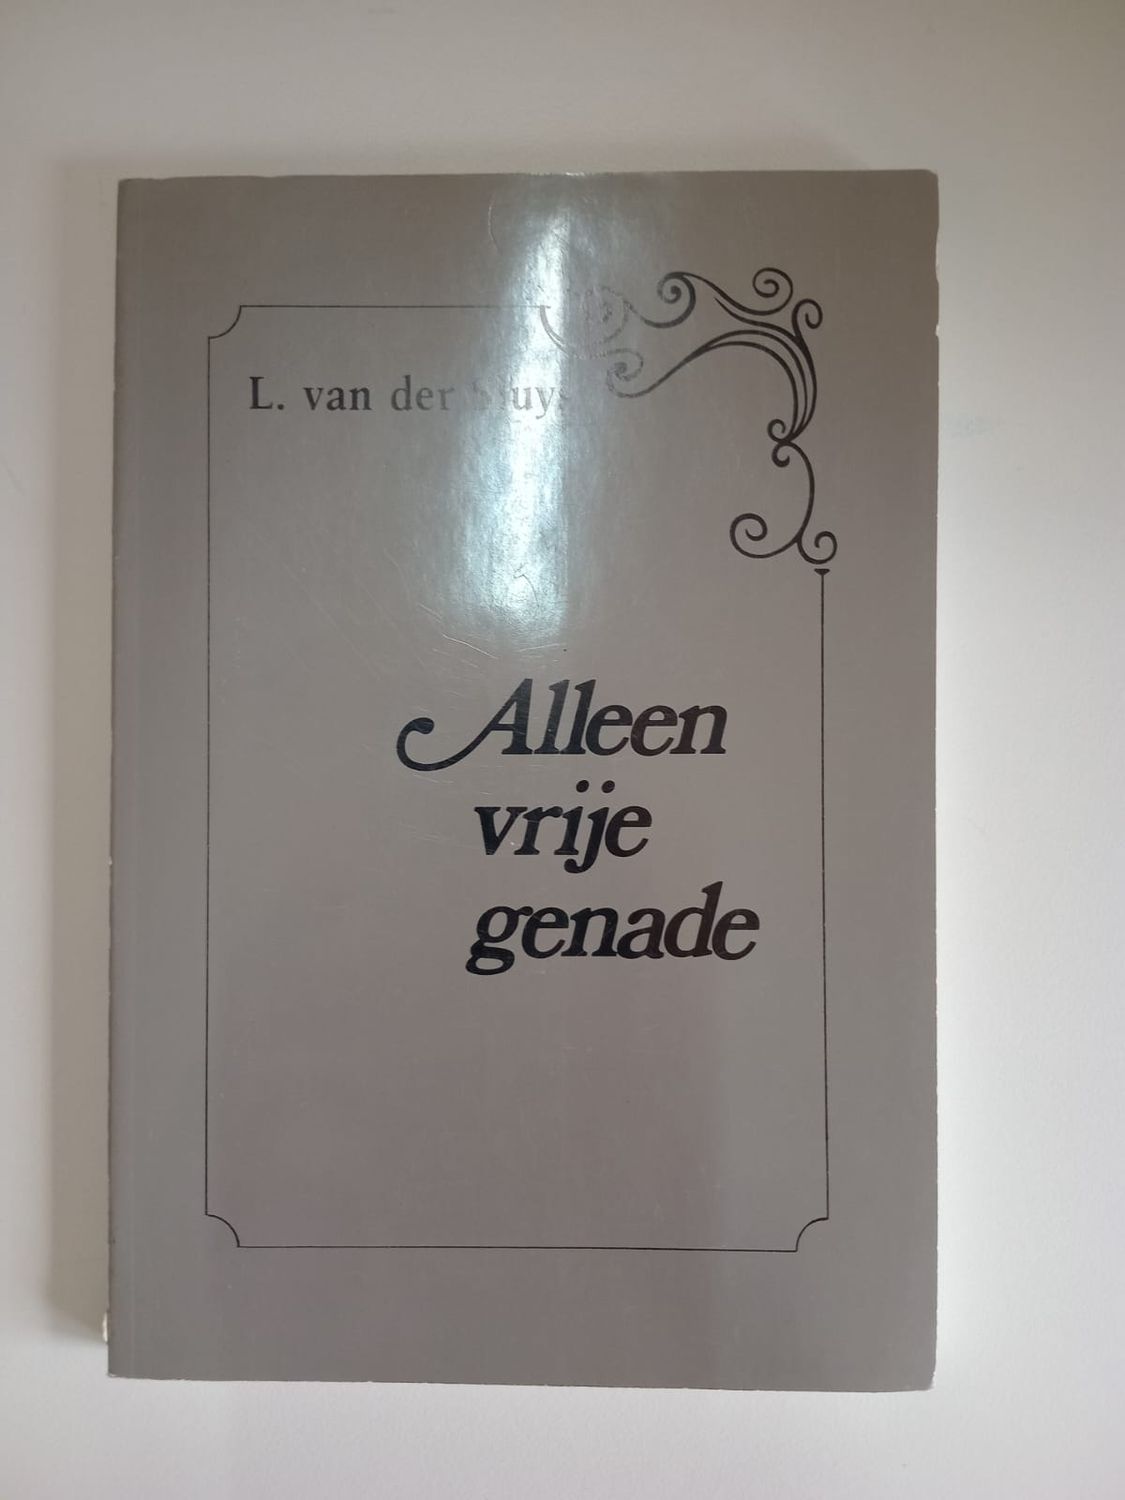 L. van der
Alleen
vrije
genade